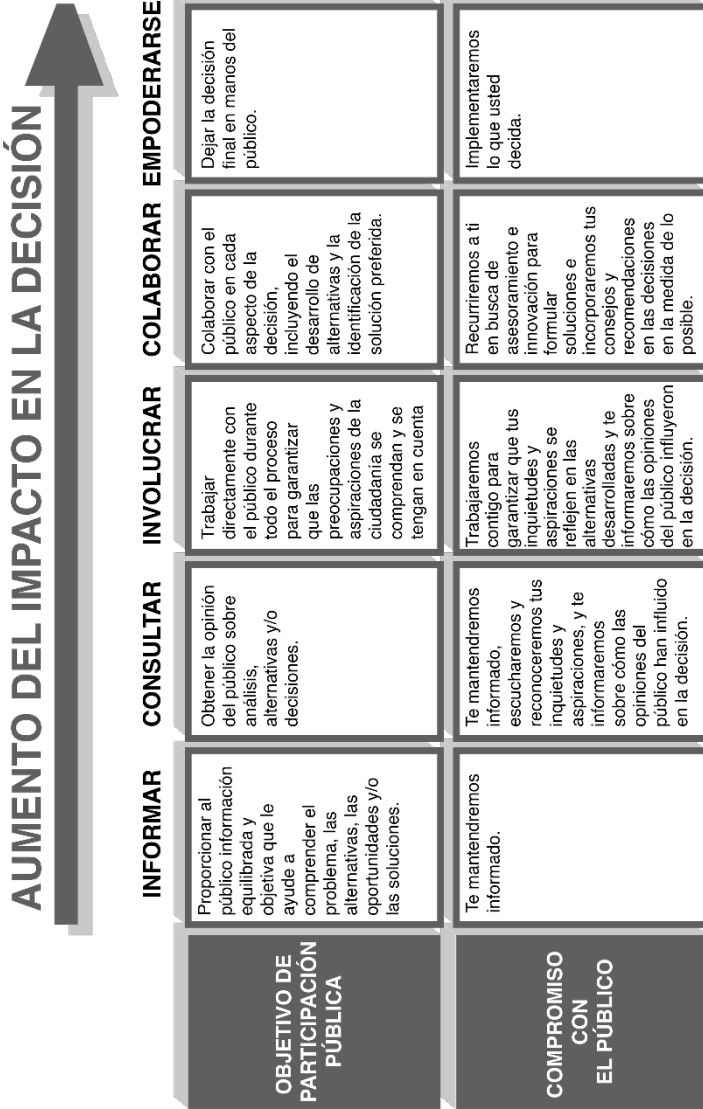 AUMENTO DEL IMPACTO EN LA DECISIÓN
INFORMAR
CONSULTAR
INVOLUCRAR
COLABORAR
EMPODERARSE
OBJETIVO DE
PARTICIPACIÓN
PÚBLICA
Proporcionar al
público información
equilibrada y
objetiva que le
ayude a
comprender el
problema, las
alternativas, las
oportunidades y/o
las soluciones.
Obtener la opinión
del público sobre
análisis,
alternativas y/o
decisiones.
Trabajar
directamente con
el público durante
todo el proceso
para garantizar
que las
preocupaciones y
aspiraciones de la
ciudadanía se
comprendan y se
tengan en cuenta
Colaborar con el
público en cada
aspecto de la
decisión,
incluyendo el
desarrollo de
alternativas y la
identificación de la
solución preferida.
Dejar la decisión
final en manos del
público.
COMPROMISO
CON
EL PÚBLICO
Te mantendremos
informado.
Te mantendremos
informado,
escucharemos y
reconoceremos tus
inquietudes y
aspiraciones, y te
informaremos
sobre cómo las
opiniones del
público han influido
en la decisión.
Trabajaremos
contigo para
garantizar que tus
inquietudes y
aspiraciones se
reflejen en las
alternativas
desarrolladas y te
informaremos sobre
cómo las opiniones
del público influyeron
en la decisión.
Recurriremos a ti
en busca de
asesoramiento e
innovación para
formular
soluciones e
incorporaremos tus
consejos y
recomendaciones
en las decisiones
en la medida de lo
posible.
Implementaremos
lo que usted
decida.